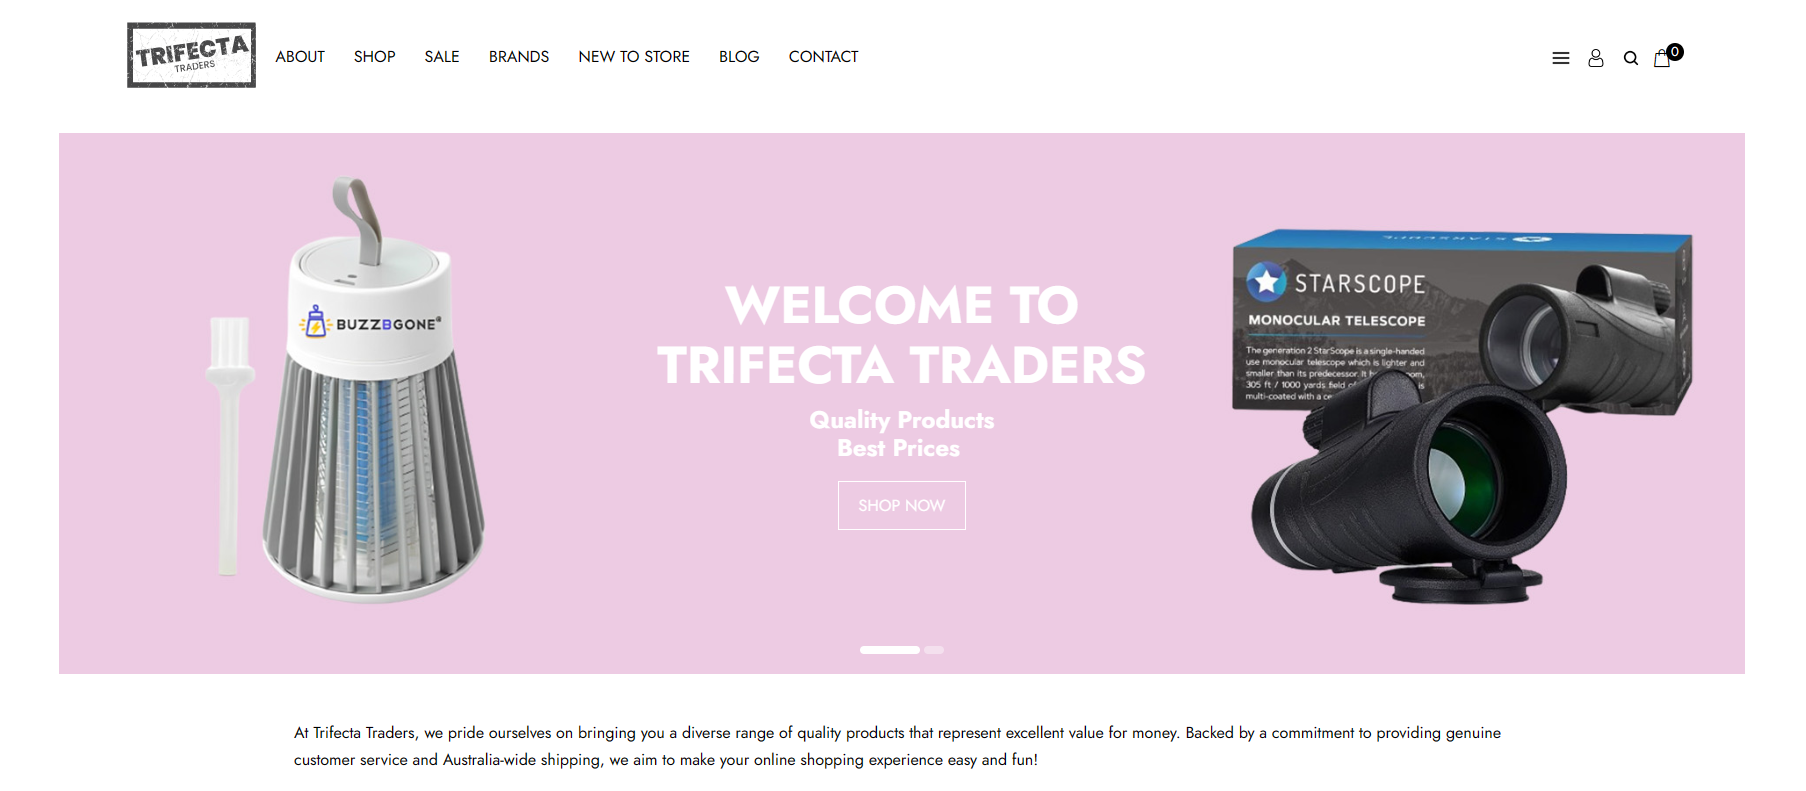 TRIFECTA
TRADERS
ABOUT SHOP SALE BRANDS NEW TO STORE BLOG CONTACT
0
WELCOME TO
TRIFECTA TRADERS
Quality Products
Best Prices
SHOP NOW
BUZZBGONE
STARSCOPE
STARSCOPE
MONOCULAR TELESCOPE
The generation 2 StarScope is a single-handed
use monocular telescope which is lighter and
smaller than its predecessor. It
305 ft / 1000 yards field is
multi-coated with a
At Trifecta Traders, we pride ourselves on bringing you a diverse range of quality products that represent excellent value for money. Backed by a commitment to providing genuine
customer service and Australia-wide shipping, we aim to make your online shopping experience easy and fun!